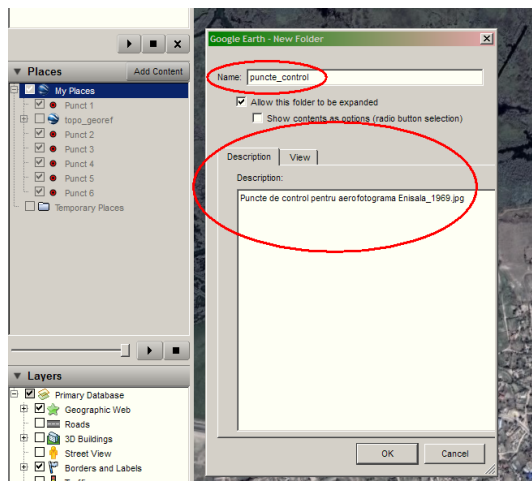 Places
Add Content
My Places
Punct 1
topo_georef
Punct 2
Punct 3
Punct 4
Punct 5
Punct 6
Temporary Places
Layers
Primary Database
Geographic Web
Roads
3D Buildings
Street View
Borders and Labels
Google Earth - New Folder
Name: puncte_control
Allow this folder to be expanded
Show contents as options (radio button selection)
Description View
Description:
Puncte de control pentru aerofotograma Enisala_1969.jpg
OK Cancel